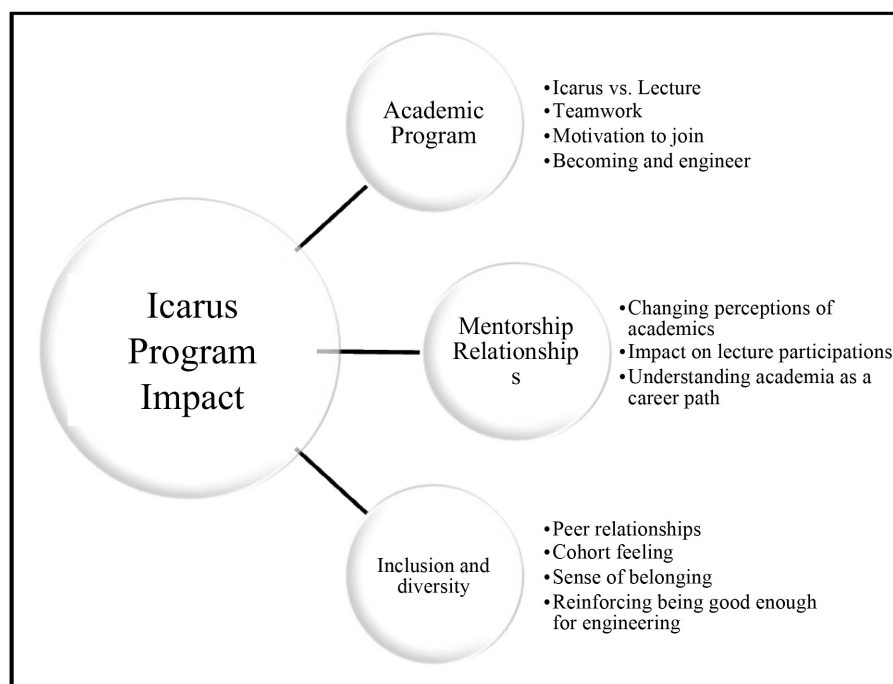 Icarus
Program
Impact
Academic
Program
•Icarus vs. Lecture
•Teamwork
•Motivation to join
•Becoming and engineer
Mentorship
Relationship
s
•Changing perceptions of
academics
•Impact on lecture participations
•Understanding academia as a
career path
Inclusion and
diversity
•Peer relationships
•Cohort feeling
•Sense of belonging
•Reinforcing being good enough
for engineering